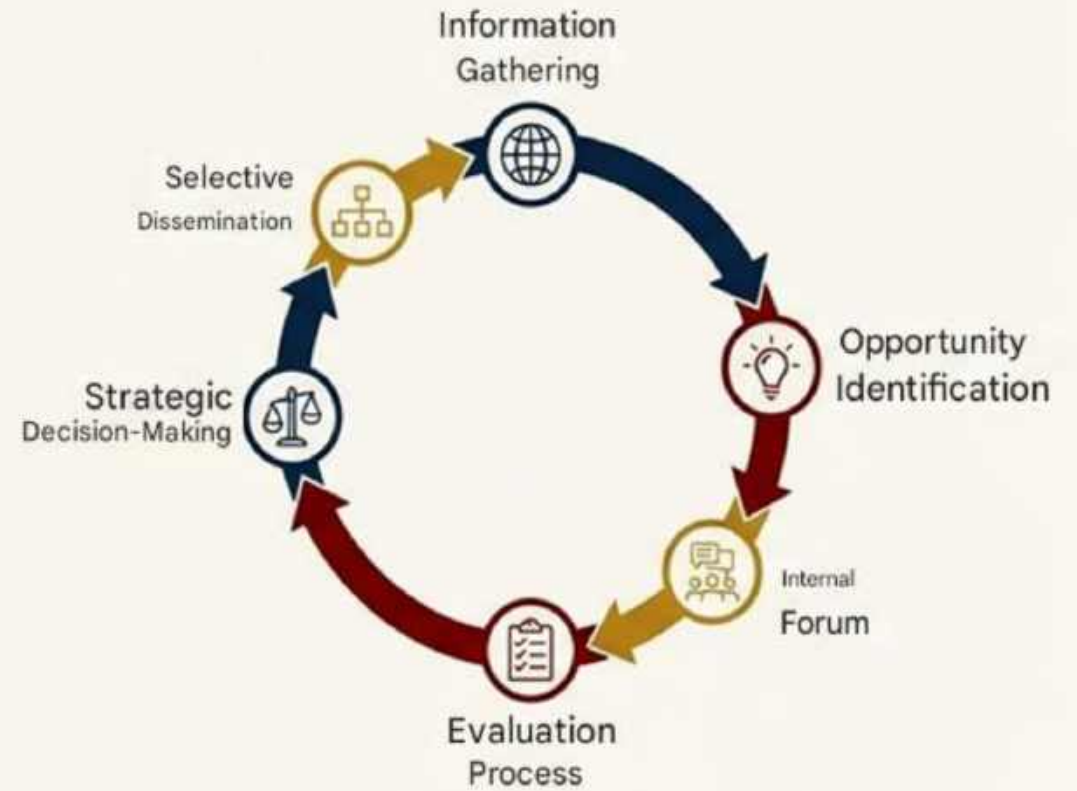 Information
Gathering
Opportunity
Identification
Internal
Forum
Evaluation
Process
Strategic
Decision-Making
Selective
Dissemination